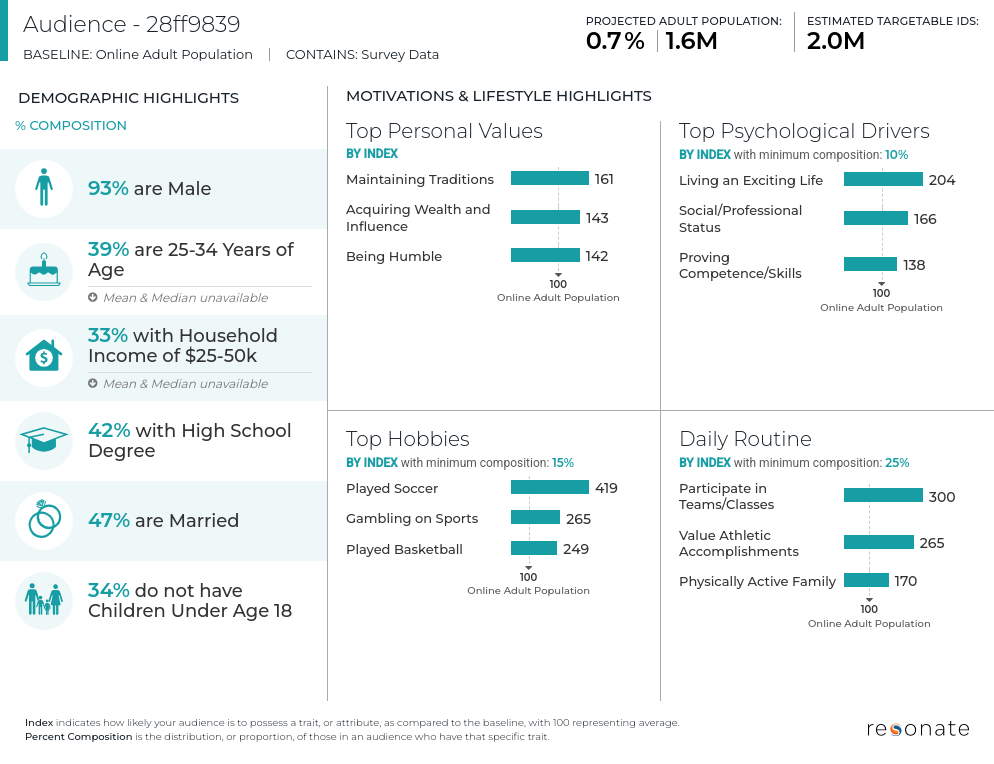 Audience - 28ff9839
BASELINE: Online Adult Population | CONTAINS: Survey Data
PROJECTED ADULT POPULATION:
0.7% | 1.6M
ESTIMATED TARGETABLE IDS:
2.0M
DEMOGRAPHIC HIGHLIGHTS
% COMPOSITION
93% are Male
39% are 25-34 Years of
Age
Mean & Median unavailable
33% with Household
Income of $25-50k
Mean & Median unavailable
42% with High School
Degree
47% are Married
34% do not have
Children Under Age 18
MOTIVATIONS & LIFESTYLE HIGHLIGHTS
Top Personal Values
BY INDEX
Maintaining Traditions 161
Acquiring Wealth and
Influence 143
Being Humble 142
100
Online Adult Population
Top Psychological Drivers
BY INDEX with minimum composition: 10%
Living an Exciting Life 204
Social/Professional
Status 166
Proving
Competence/Skills 138
100
Online Adult Population
Top Hobbies
BY INDEX with minimum composition: 15%
Played Soccer 419
Gambling on Sports 265
Played Basketball 249
100
Online Adult Population
Daily Routine
BY INDEX with minimum composition: 25%
Participate in
Teams/Classes 300
Value Athletic
Accomplishments 265
Physically Active Family 170
100
Online Adult Population
Index indicates how likely your audience is to possess a trait, or attribute, as compared to the baseline, with 100 representing average.
Percent Composition is the distribution, or proportion, of those in an audience who have that specific trait.
resonate